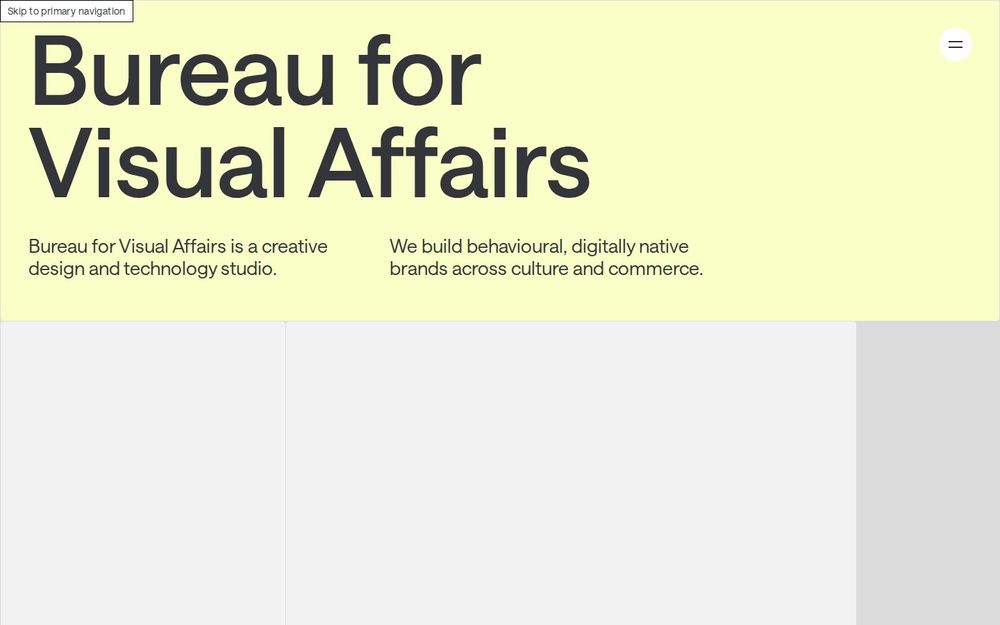 Skip to primary navigation
Bureau for
Visual Affairs
Bureau for Visual Affairs is a creative
design and technology studio.
We build behavioural, digitally native
brands across culture and commerce.